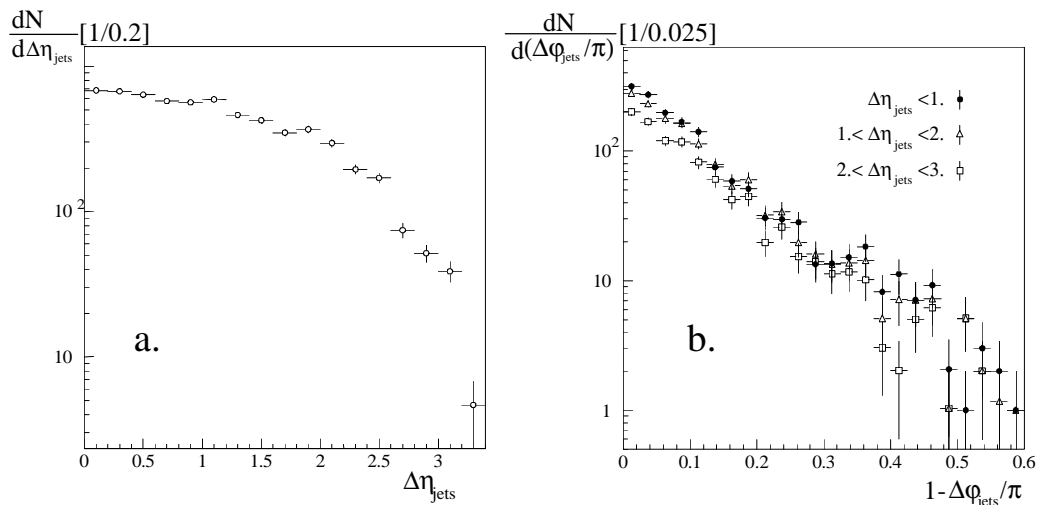 dN
dΔη_jets [1/0.2]
10^2
10
a.
0 0.5 1 1.5 2 2.5 3
Δη_jets
dN
d(Δφ_jets/π) [1/0.025]
Δη_jets <1.
1.< Δη_jets <2.
2.< Δη_jets <3.
10^2
10
1
b.
0 0.1 0.2 0.3 0.4 0.5 0.6
1-Δφ_jets/π